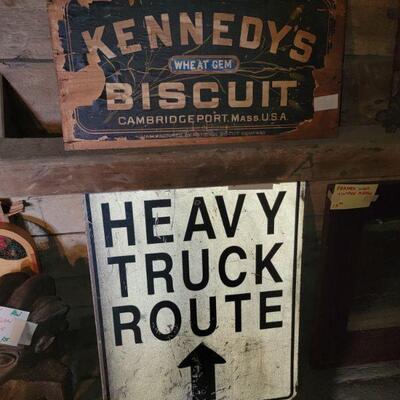 KENNEDY'S
WHEAT GEM
BISCUIT
CAMBRIDGEPORT, MASS. U.S.A.
HEAVY
TRUCK
ROUTE